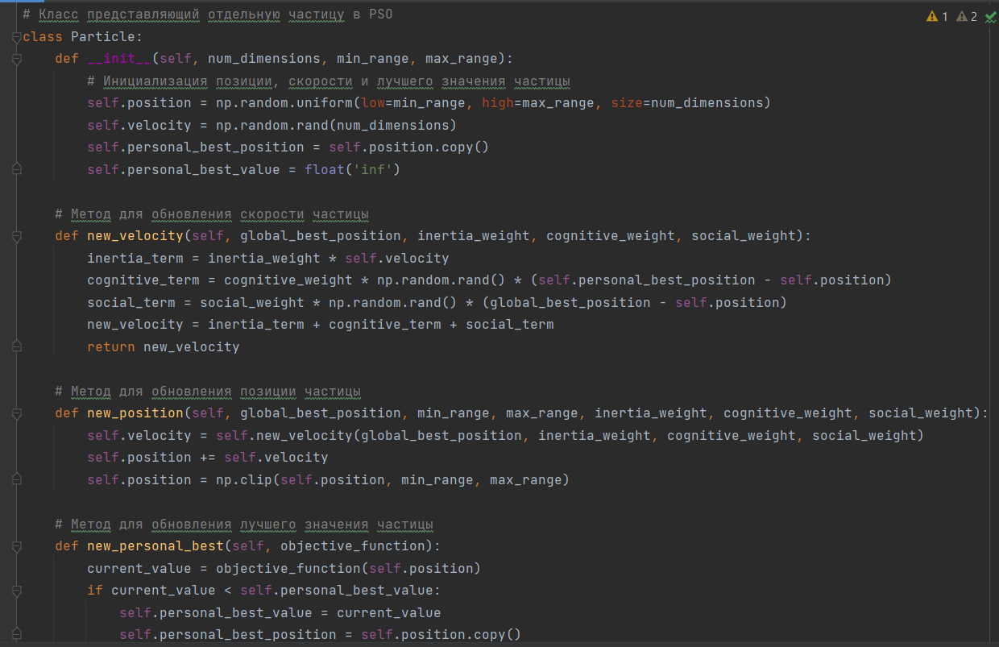 # Класс представляющий отдельную частицу в PSO
1 2
class Particle:
    def __init__(self, num_dimensions, min_range, max_range):
        # Инициализация позиции, скорости и лучшего значения частицы
        self.position = np.random.uniform(low=min_range, high=max_range, size=num_dimensions)
        self.velocity = np.random.rand(num_dimensions)
        self.personal_best_position = self.position.copy()
        self.personal_best_value = float('inf')

    # Метод для обновления скорости частицы
    def new_velocity(self, global_best_position, inertia_weight, cognitive_weight, social_weight):
        inertia_term = inertia_weight * self.velocity
        cognitive_term = cognitive_weight * np.random.rand() * (self.personal_best_position - self.position)
        social_term = social_weight * np.random.rand() * (global_best_position - self.position)
        new_velocity = inertia_term + cognitive_term + social_term
        return new_velocity

    # Метод для обновления позиции частицы
    def new_position(self, global_best_position, min_range, max_range, inertia_weight, cognitive_weight, social_weight):
        self.velocity = self.new_velocity(global_best_position, inertia_weight, cognitive_weight, social_weight)
        self.position += self.velocity
        self.position = np.clip(self.position, min_range, max_range)

    # Метод для обновления лучшего значения частицы
    def new_personal_best(self, objective_function):
        current_value = objective_function(self.position)
        if current_value < self.personal_best_value:
            self.personal_best_value = current_value
            self.personal_best_position = self.position.copy()